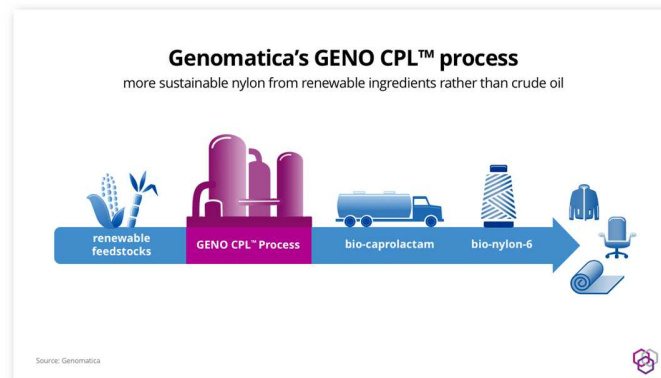 Genomatica's GENO CPL™ process
more sustainable nylon from renewable ingredients rather than crude oil
renewable
feedstocks
GENO CPL™ Process
bio-caprolactam
bio-nylon-6
Source: Genomatica